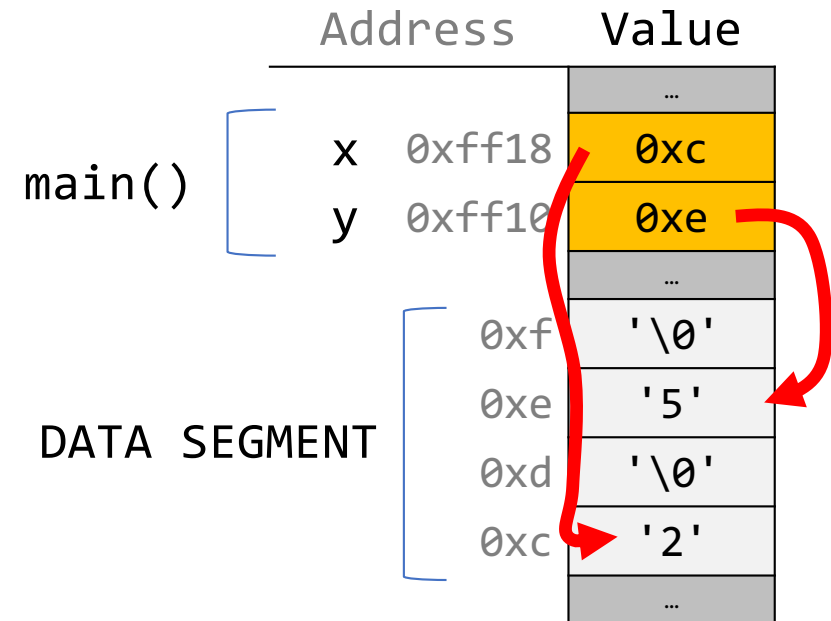 Address Value
…
x 0xff18 0xc
main()
y 0xff10 0xe
…
0xf '\0'
0xe '5'
DATA SEGMENT
0xd '\0'
0xc '2'
…